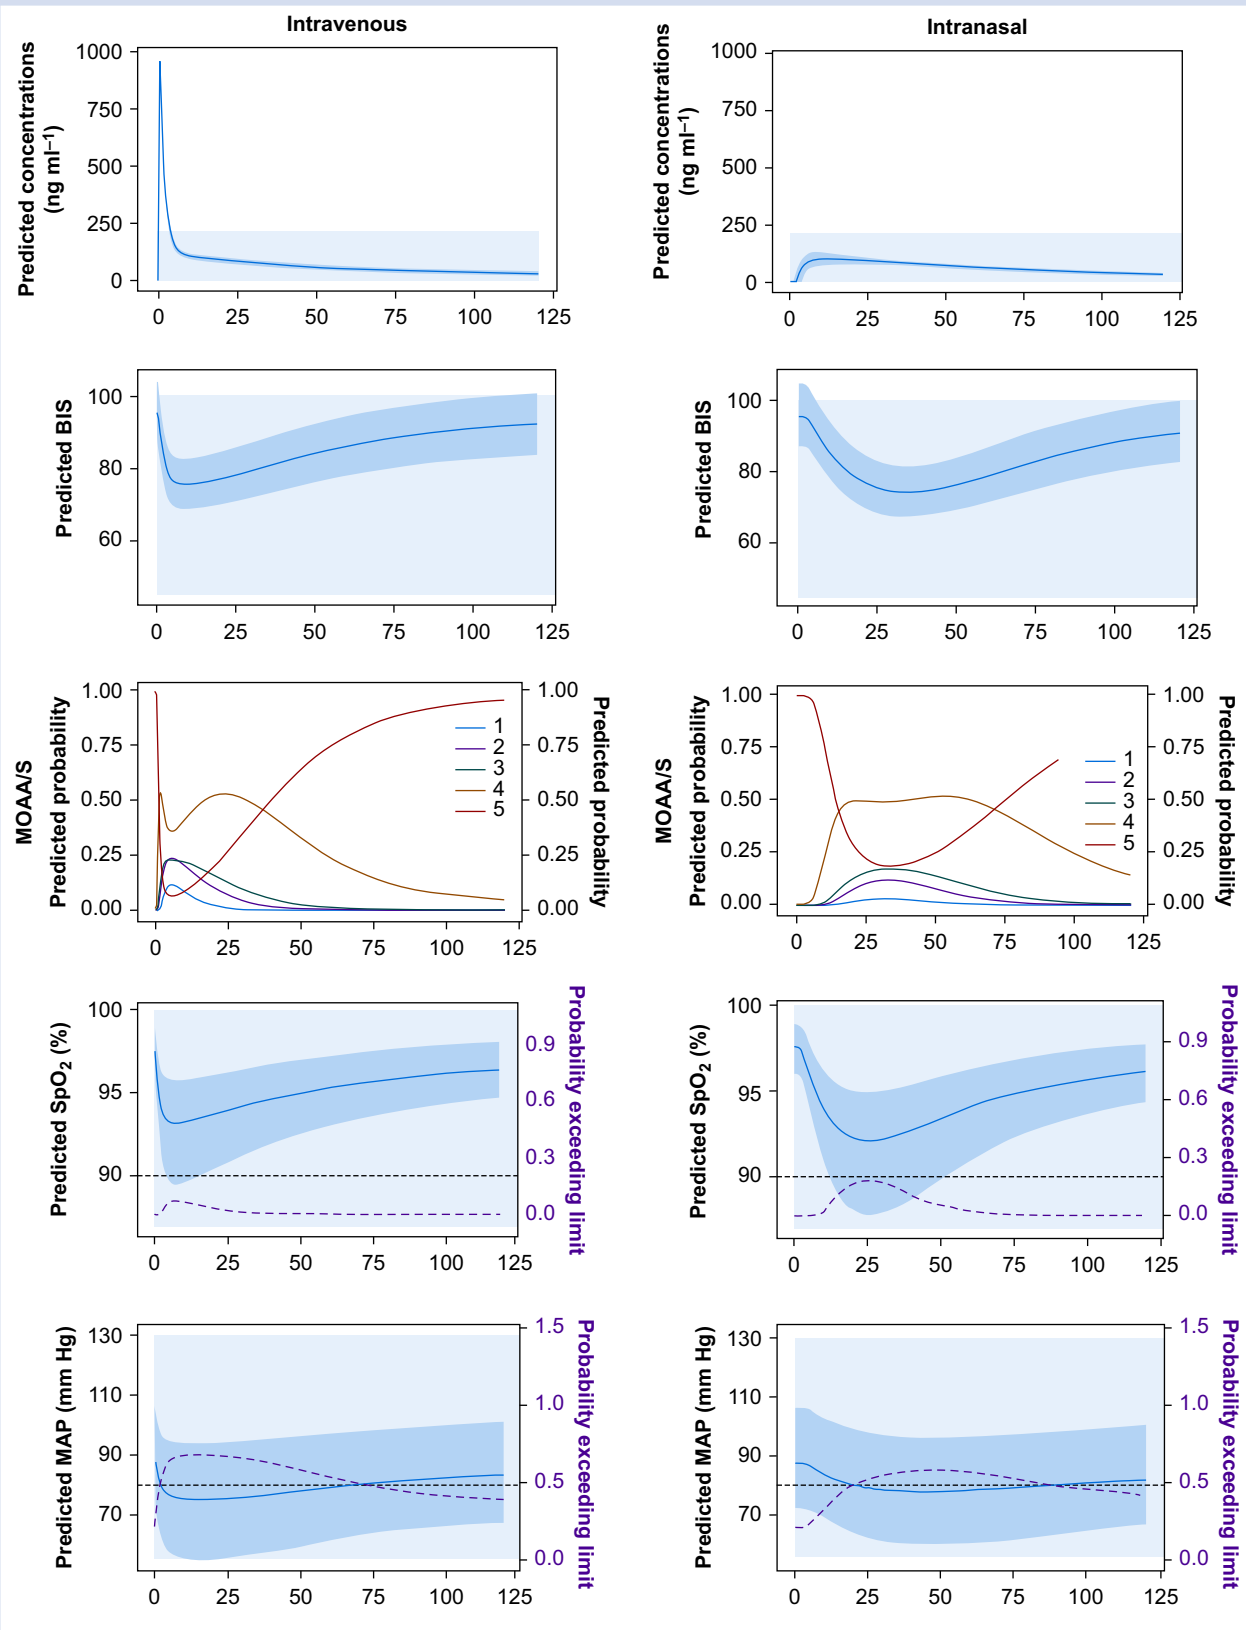 Intravenous
Intranasal
Predicted concentrations
(ng ml–1)
1000
750
500
250
0
0 25 50 75 100 125
Predicted concentrations
(ng ml–1)
1000
750
500
250
0
0 25 50 75 100 125
Predicted BIS
100
80
60
0 25 50 75 100 125
Predicted BIS
100
80
60
0 25 50 75 100 125
MOAA/S
Predicted probability
1.00
0.75
0.50
0.25
0.00
1
2
3
4
5
1.00
0.75
0.50
0.25
0.00
Predicted probability
0 25 50 75 100 125
MOAA/S
Predicted probability
1.00
0.75
0.50
0.25
0.00
1
2
3
4
5
1.00
0.75
0.50
0.25
0.00
Predicted probability
0 25 50 75 100 125
Predicted SpO2 (%)
100
95
90
0.9
0.6
0.3
0.0
Probability exceeding limit
0 25 50 75 100 125
Predicted SpO2 (%)
100
95
90
0.9
0.6
0.3
0.0
Probability exceeding limit
0 25 50 75 100 125
Predicted MAP (mm Hg)
130
110
90
70
1.5
1.0
0.5
0.0
Probability exceeding limit
0 25 50 75 100 125
Predicted MAP (mm Hg)
130
110
90
70
1.5
1.0
0.5
0.0
Probability exceeding limit
0 25 50 75 100 125